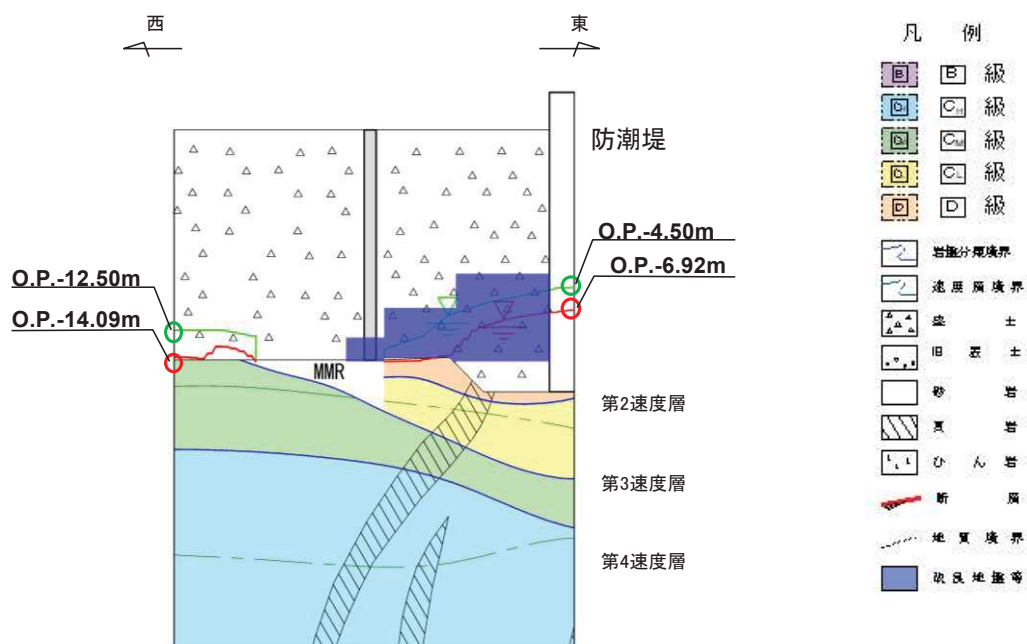 西
東
防潮堤
O.P.-4.50m
O.P.-6.92m
O.P.-12.50m
O.P.-14.09m
MMR
第2速度層
第3速度層
第4速度層
凡 例
B B 級
CH CH 級
CM CM 級
CL CL 級
D D 級
岩盤分類境界
速度層境界
盛 土
旧 表 土
砂 岩
頁 岩
ひ ん 岩
断 層
地 質 境 界
改 良 地 盤 等